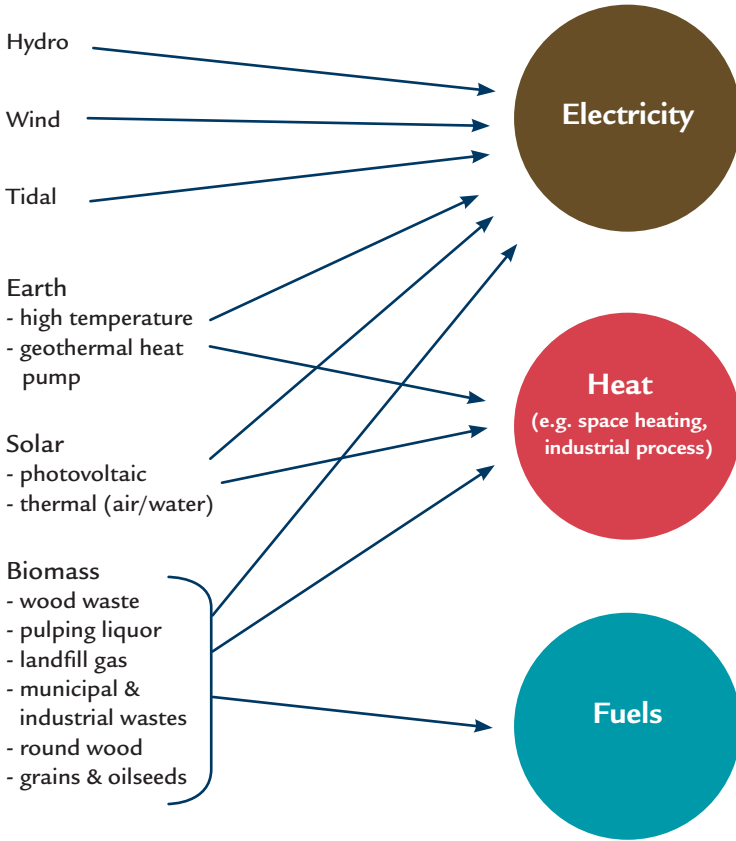 Hydro
Wind
Tidal
Earth
- high temperature
- geothermal heat
pump
Solar
- photovoltaic
- thermal (air/water)
Biomass
- wood waste
- pulping liquor
- landfill gas
- municipal &
industrial wastes
- round wood
- grains & oilseeds
Electricity
Heat
(e.g. space heating,
industrial process)
Fuels